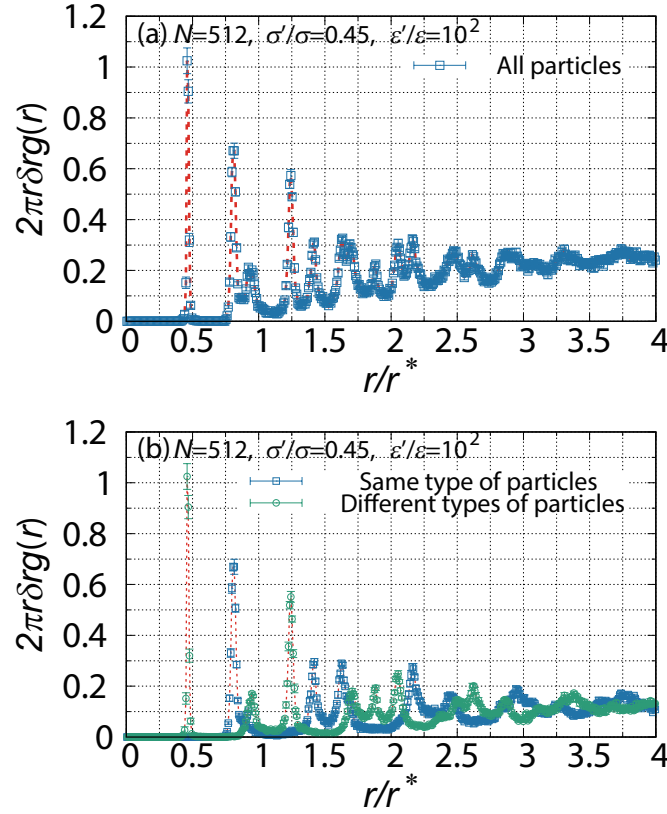 (a) N=512, σ′/σ=0.45, ε′/ε=10²
All particles
2πrδrg(r)
1.2
1
0.8
0.6
0.4
0.2
0
0 0.5 1 1.5 2 2.5 3 3.5 4
r/r*
(b) N=512, σ′/σ=0.45, ε′/ε=10²
Same type of particles
Different types of particles
2πrδrg(r)
1.2
1
0.8
0.6
0.4
0.2
0
0 0.5 1 1.5 2 2.5 3 3.5 4
r/r*